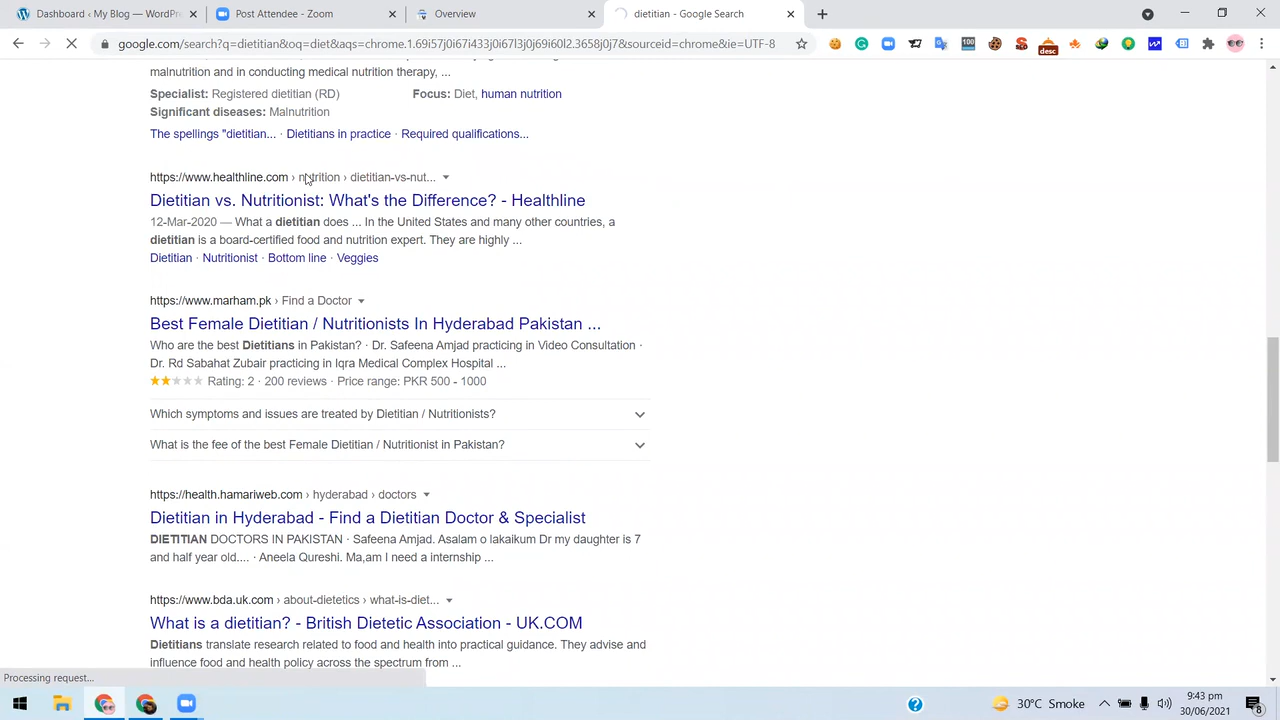 Dashboard ‹ My Blog — WordPr
Post Attendee - Zoom
Overview
dietitian - Google Search
google.com/search?q=dietitian&oq=diet&aqs=chrome.1.69i57j0i67i433j0i67l3j0j69i60l2.3658j0j7&sourceid=chrome&ie=UTF-8
100
desc
malnutrition and in conducting medical nutrition therapy, ...
Specialist: Registered dietitian (RD) Focus: Diet, human nutrition
Significant diseases: Malnutrition
The spellings "dietitian... · Dietitians in practice · Required qualifications...
https://www.healthline.com › nutrition › dietitian-vs-nut...
Dietitian vs. Nutritionist: What's the Difference? - Healthline
12-Mar-2020 — What a dietitian does ... In the United States and many other countries, a
dietitian is a board-certified food and nutrition expert. They are highly ...
Dietitian · Nutritionist · Bottom line · Veggies
https://www.marham.pk › Find a Doctor
Best Female Dietitian / Nutritionists In Hyderabad Pakistan ...
Who are the best Dietitians in Pakistan? · Dr. Safeena Amjad practicing in Video Consultation ·
Dr. Rd Sabahat Zubair practicing in Iqra Medical Complex Hospital ...
Rating: 2 · 200 reviews · Price range: PKR 500 - 1000
Which symptoms and issues are treated by Dietitian / Nutritionists?
What is the fee of the best Female Dietitian / Nutritionist in Pakistan?
https://health.hamariweb.com › hyderabad › doctors
Dietitian in Hyderabad - Find a Dietitian Doctor & Specialist
DIETITIAN DOCTORS IN PAKISTAN · Safeena Amjad. Asalam o lakaikum Dr my daughter is 7
and half year old.... · Aneela Qureshi. Ma,am I need a internship ...
https://www.bda.uk.com › about-dietetics › what-is-diet...
What is a dietitian? - British Dietetic Association - UK.COM
Dietitians translate research related to food and health into practical guidance. They advise and
influence food and health policy across the spectrum from ...
Processing request...
30°C Smoke
9:43 pm
30/06/2021
8